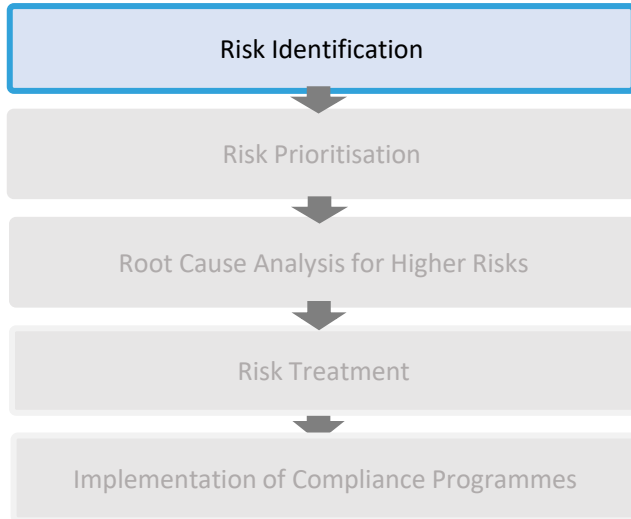 Risk Identification
Risk Prioritisation
Root Cause Analysis for Higher Risks
Risk Treatment
Implementation of Compliance Programmes